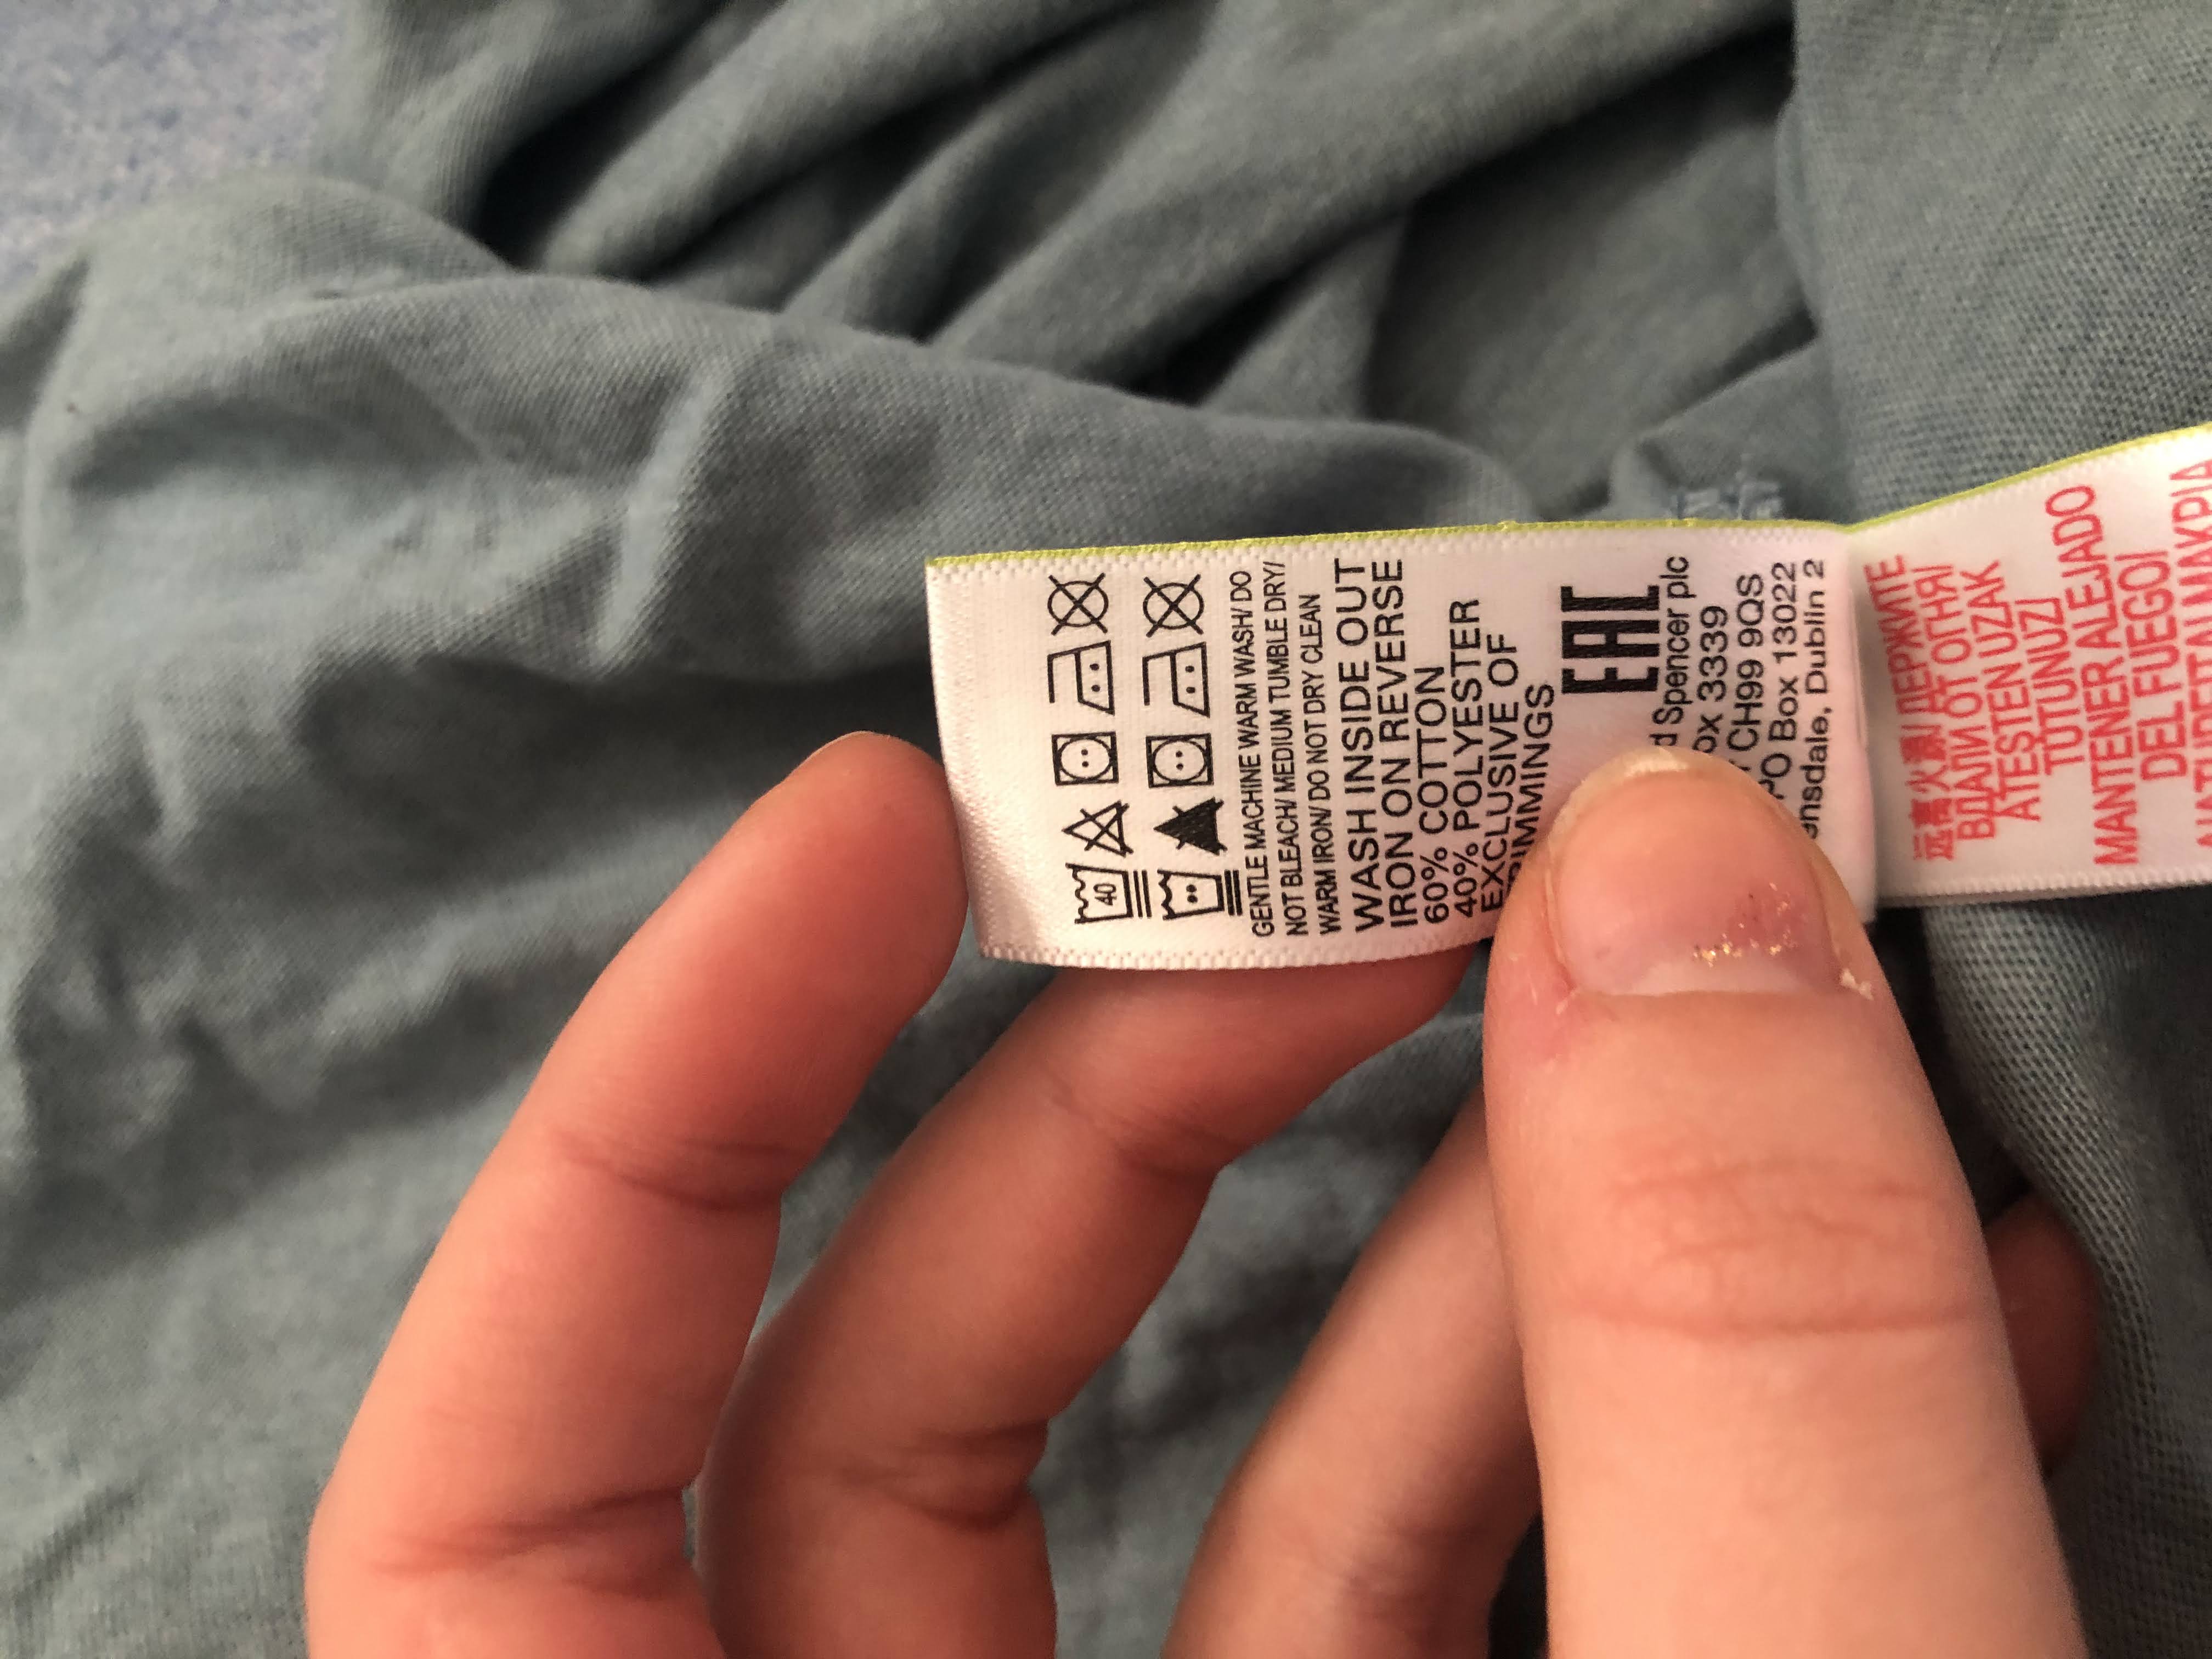 40
GENTLE MACHINE WARM WASH/ DO
NOT BLEACH/ MEDIUM TUMBLE DRY/
WARM IRON/ DO NOT DRY CLEAN
WASH INSIDE OUT
IRON ON REVERSE
60% COTTON
40% POLYESTER
EXCLUSIVE OF
EAC
Spencer plc
3339
CH99 9QS
PO Box 13022
Dublin 2
远离火源/ ДЕРЖИТЕ
ВДАЛИ ОТ ОГНЯ/
ATEŞTEN UZAK
TUTUNUZ/
MANTENER ALEJADO
DEL FUEGO/
ΜΑΚΡΙΑ